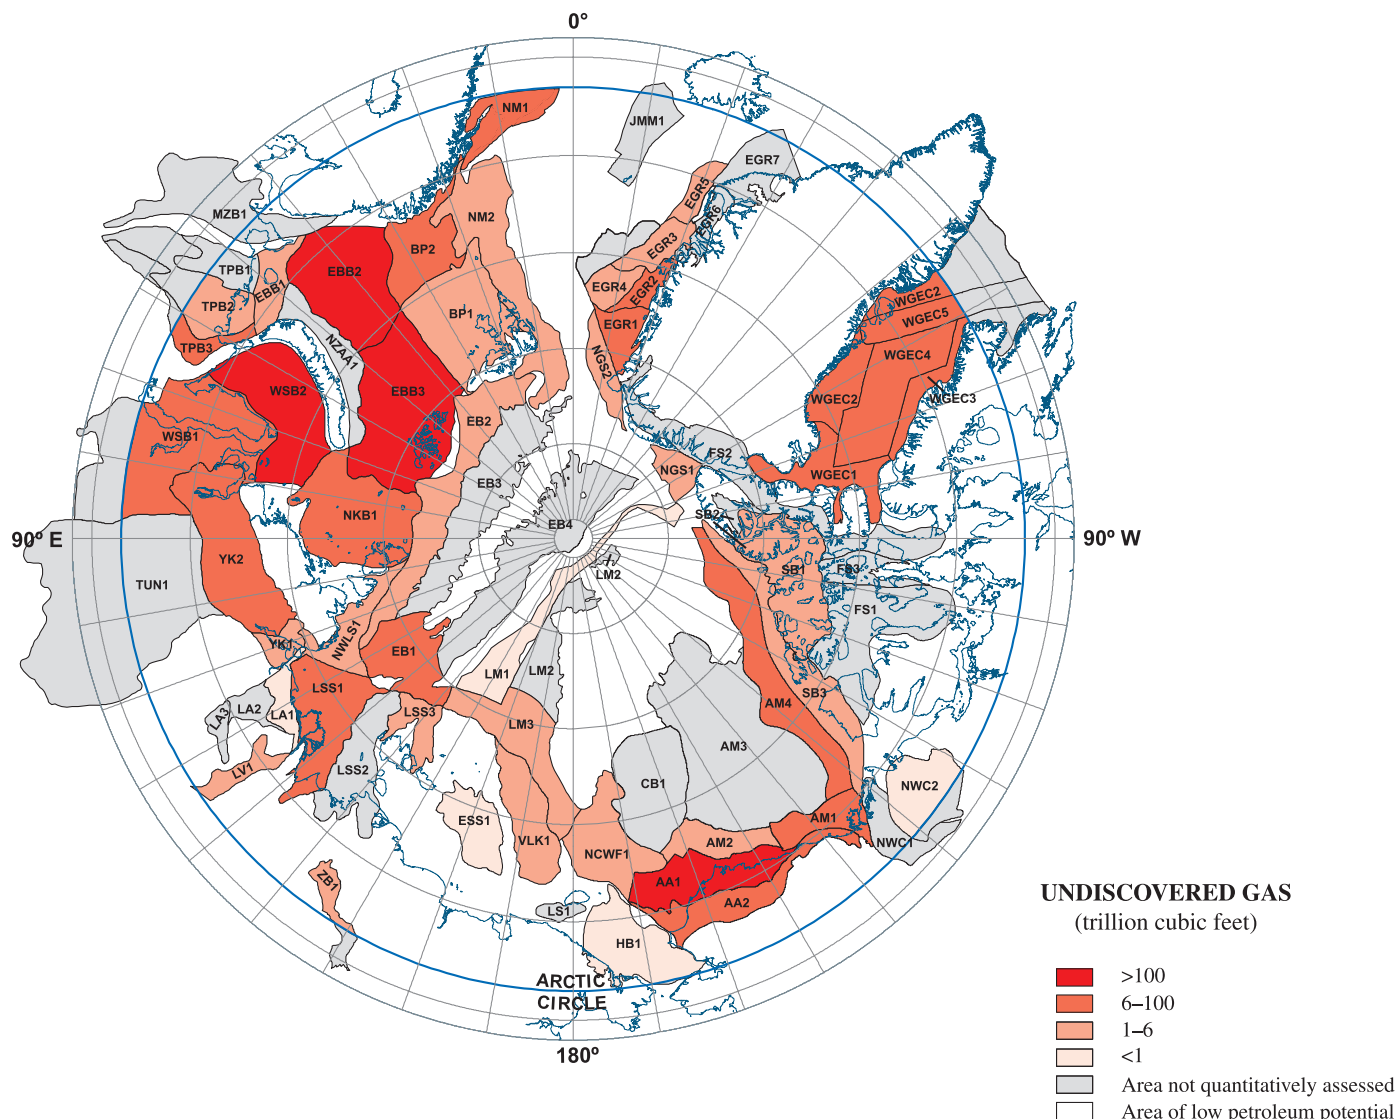 0°
NM1
JMM1
EGR7
MZB1
NM2
EGR5
EGR6
BP2
EGR3
TPB1
EBB2
EBB1
EGR4
EGR2
TPB2
BP1
EGR1
WGEC2
WGEC5
TPB3
NZAA1
NGS2
WGEC4
WSB2
EBB3
WGEC2
WGEC3
EB2
WSB1
FS2
NGS1
WGEC1
EB3
NKB1
SB2
EB4
90° E
90° W
YK2
TUN1
LM2
SB1
FS3
FS1
YK1
NWLS1
EB1
LM1
LM2
LSS1
SB3
AM4
LA3
LA2
LA1
LSS3
LM3
AM3
LV1
LSS2
CB1
NWC2
ESS1
AM1
VLK1
NCWF1
AM2
NWC1
ZB1
AA1
AA2
LS1
HB1
ARCTIC
CIRCLE
180°
UNDISCOVERED GAS
(trillion cubic feet)
>100
6–100
1–6
<1
Area not quantitatively assessed
Area of low petroleum potential